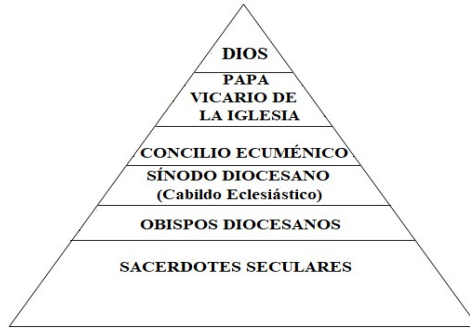 DIOS
PAPA
VICARIO DE
LA IGLESIA
CONCILIO ECUMÉNICO
SÍNODO DIOCESANO
(Cabildo Eclesiástico)
OBISPOS DIOCESANOS
SACERDOTES SECULARES